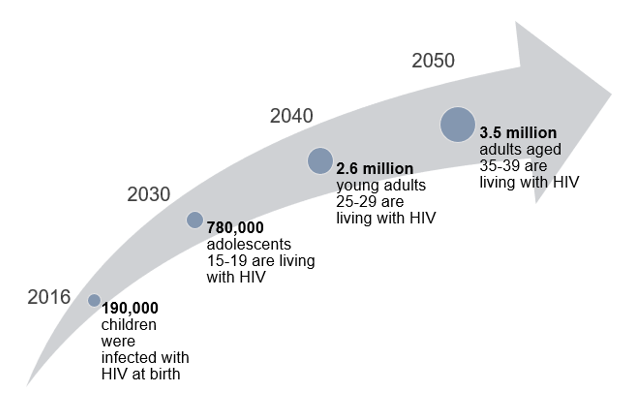 2016
190,000
children
were
infected with
HIV at birth
2030
780,000
adolescents
15-19 are living
with HIV
2040
2.6 million
young adults
25-29 are
living with HIV
2050
3.5 million
adults aged
35-39 are
living with HIV